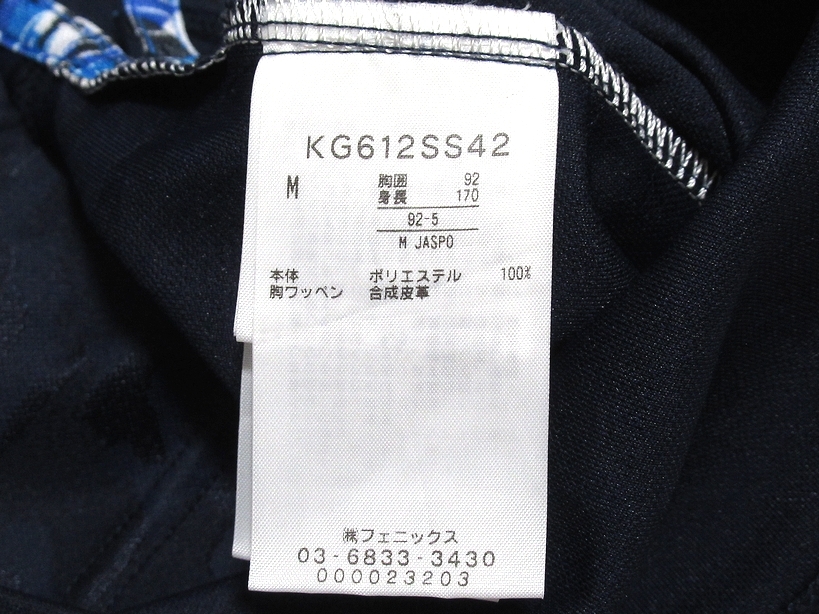 KG612SS42
M 胸囲 92
身長 170
92-5
M JASPO
本体 ポリエステル 100%
胸ワッペン 合成皮革
㈱フェニックス
03-6833-3430
000023203